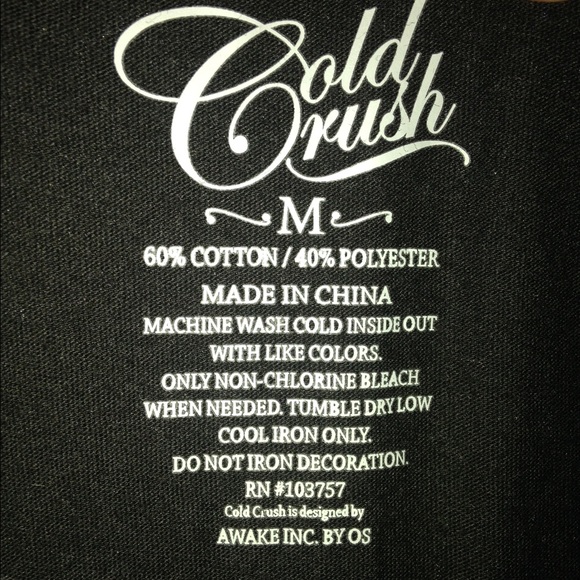 Cold
Crush
M
60% COTTON / 40% POLYESTER
MADE IN CHINA
MACHINE WASH COLD INSIDE OUT
WITH LIKE COLORS.
ONLY NON-CHLORINE BLEACH
WHEN NEEDED. TUMBLE DRY LOW
COOL IRON ONLY.
DO NOT IRON DECORATION.
RN #103757
Cold Crush is designed by
AWAKE INC. BY OS